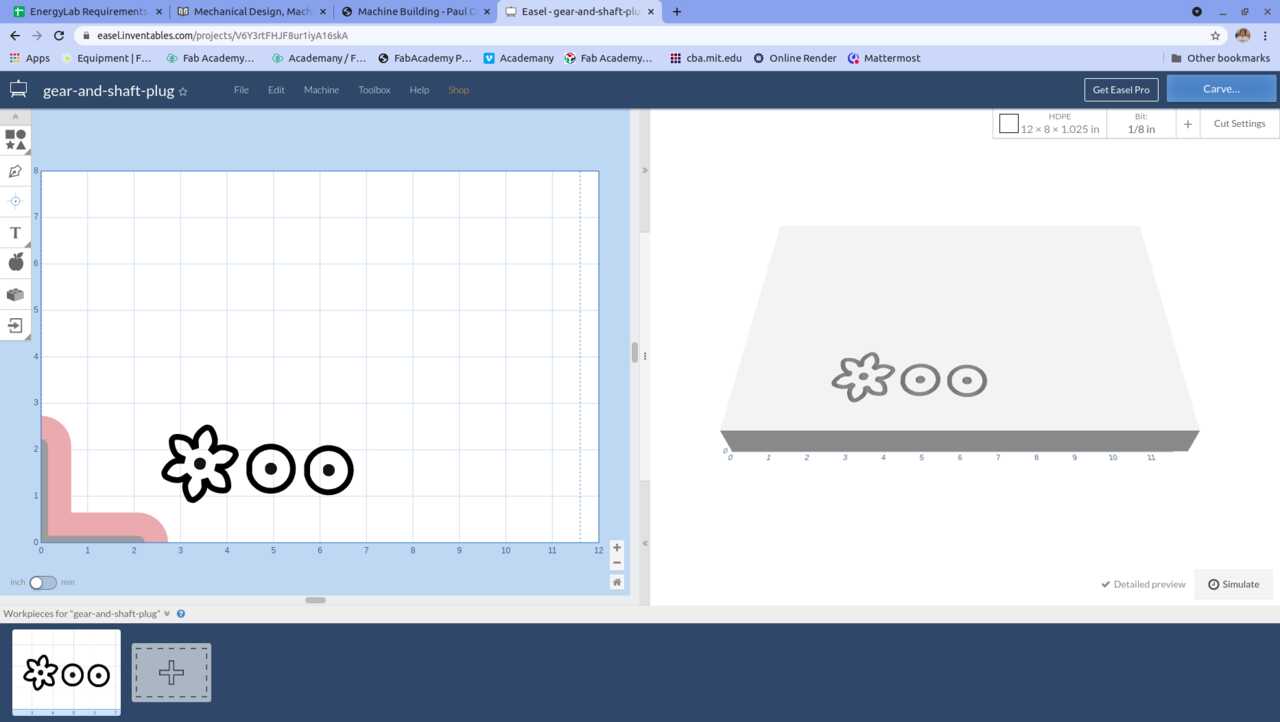 EnergyLab Requirements
Mechanical Design, Mach
Machine Building - Paul C
Easel - gear-and-shaft-plu
easel.inventables.com/projects/V6Y3rtFHJF8ur1iyA16skA
Apps
Equipment | F…
Fab Academy…
Academany / F…
FabAcademy P…
Academany
Fab Academy…
cba.mit.edu
Online Render
Mattermost
Other bookmarks
gear-and-shaft-plug
File
Edit
Machine
Toolbox
Help
Shop
Get Easel Pro
Carve...
HDPE
12 × 8 × 1.025 in
Bit:
1/8 in
+
Cut Settings
T
8
7
6
5
4
3
2
1
0
0 1 2 3 4 5 6 7 8 9 10 11 12
0
0 1 2 3 4 5 6 7 8 9 10 11
inch
mm
Detailed preview
Simulate
Workpieces for "gear-and-shaft-plug"